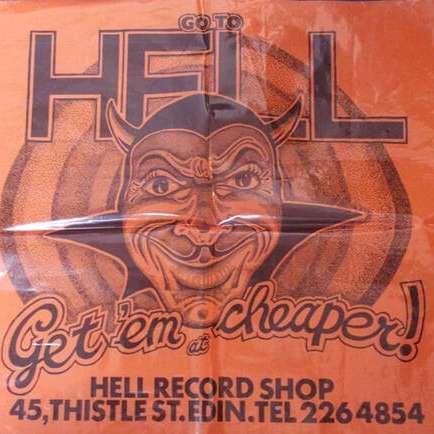 GO TO
HELL
Get 'em at cheaper!
HELL RECORD SHOP
45, THISTLE ST. EDIN. TEL 226 4854